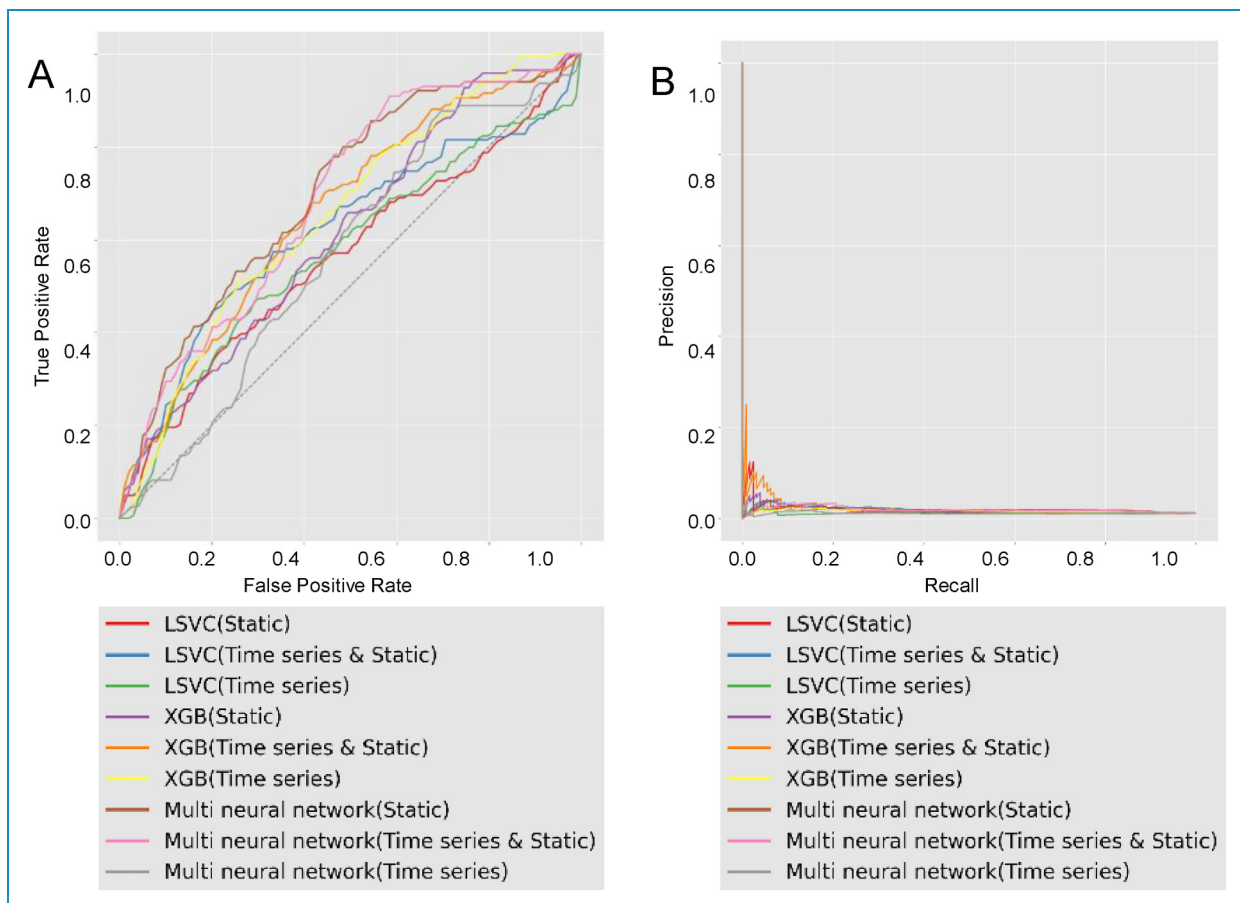 A
1.0
0.8
0.6
0.4
0.2
0.0
True Positive Rate
0.0 0.2 0.4 0.6 0.8 1.0
False Positive Rate
LSVC(Static)
LSVC(Time series & Static)
LSVC(Time series)
XGB(Static)
XGB(Time series & Static)
XGB(Time series)
Multi neural network(Static)
Multi neural network(Time series & Static)
Multi neural network(Time series)
B
1.0
0.8
0.6
0.4
0.2
0.0
Precision
0.0 0.2 0.4 0.6 0.8 1.0
Recall
LSVC(Static)
LSVC(Time series & Static)
LSVC(Time series)
XGB(Static)
XGB(Time series & Static)
XGB(Time series)
Multi neural network(Static)
Multi neural network(Time series & Static)
Multi neural network(Time series)